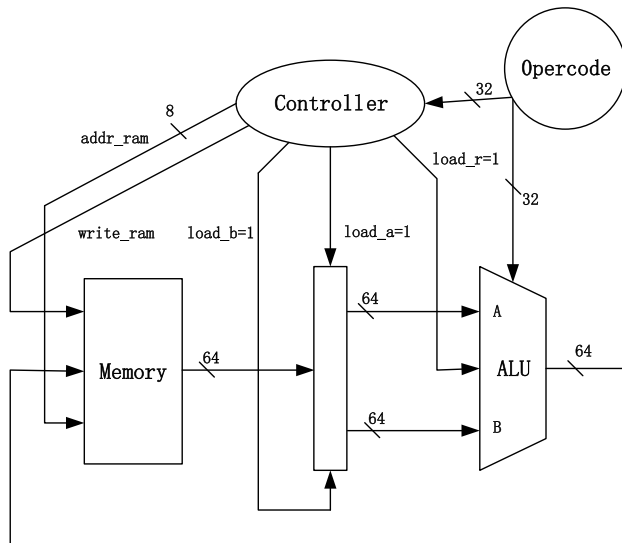 Opercode
32
Controller
8
addr_ram
load_r=1
32
write_ram
load_b=1
load_a=1
64
A
Memory
64
ALU
64
64
B